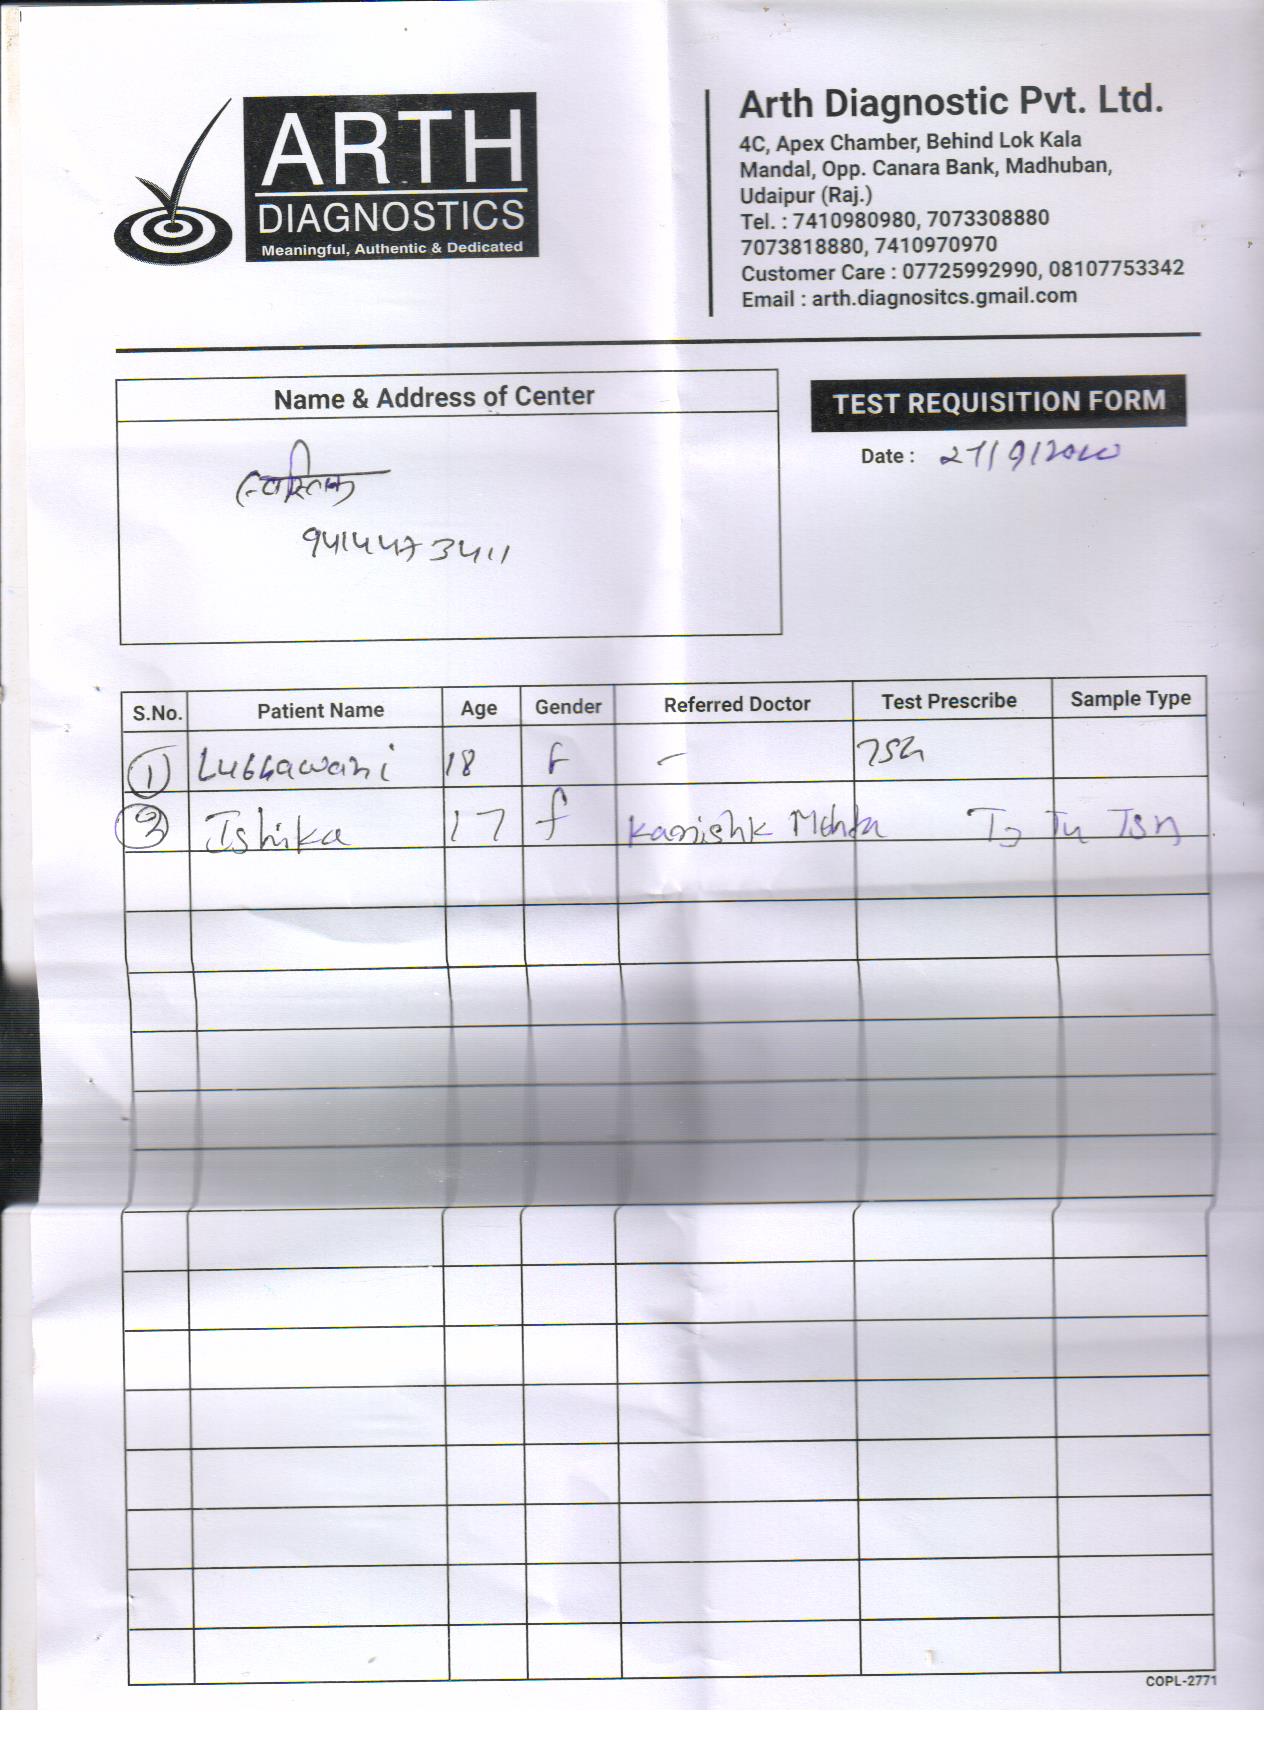 ARTH
DIAGNOSTICS
Meaningful, Authentic & Dedicated
Arth Diagnostic Pvt. Ltd.
4C, Apex Chamber, Behind Lok Kala
Mandal, Opp. Canara Bank, Madhuban,
Udaipur (Raj.)
Tel. : 7410980980, 7073308880
7073818880, 7410970970
Customer Care : 07725992990, 08107753342
Email : arth.diagnositcs.gmail.com
Name & Address of Center
9414473411
TEST REQUISITION FORM
Date : 27/9/2020
S.No. Patient Name Age Gender Referred Doctor Test Prescribe Sample Type
1 18 F - TSH
2 Ishika 17 f Kanishk Mehta T3 T4 TSH
COPL-2771